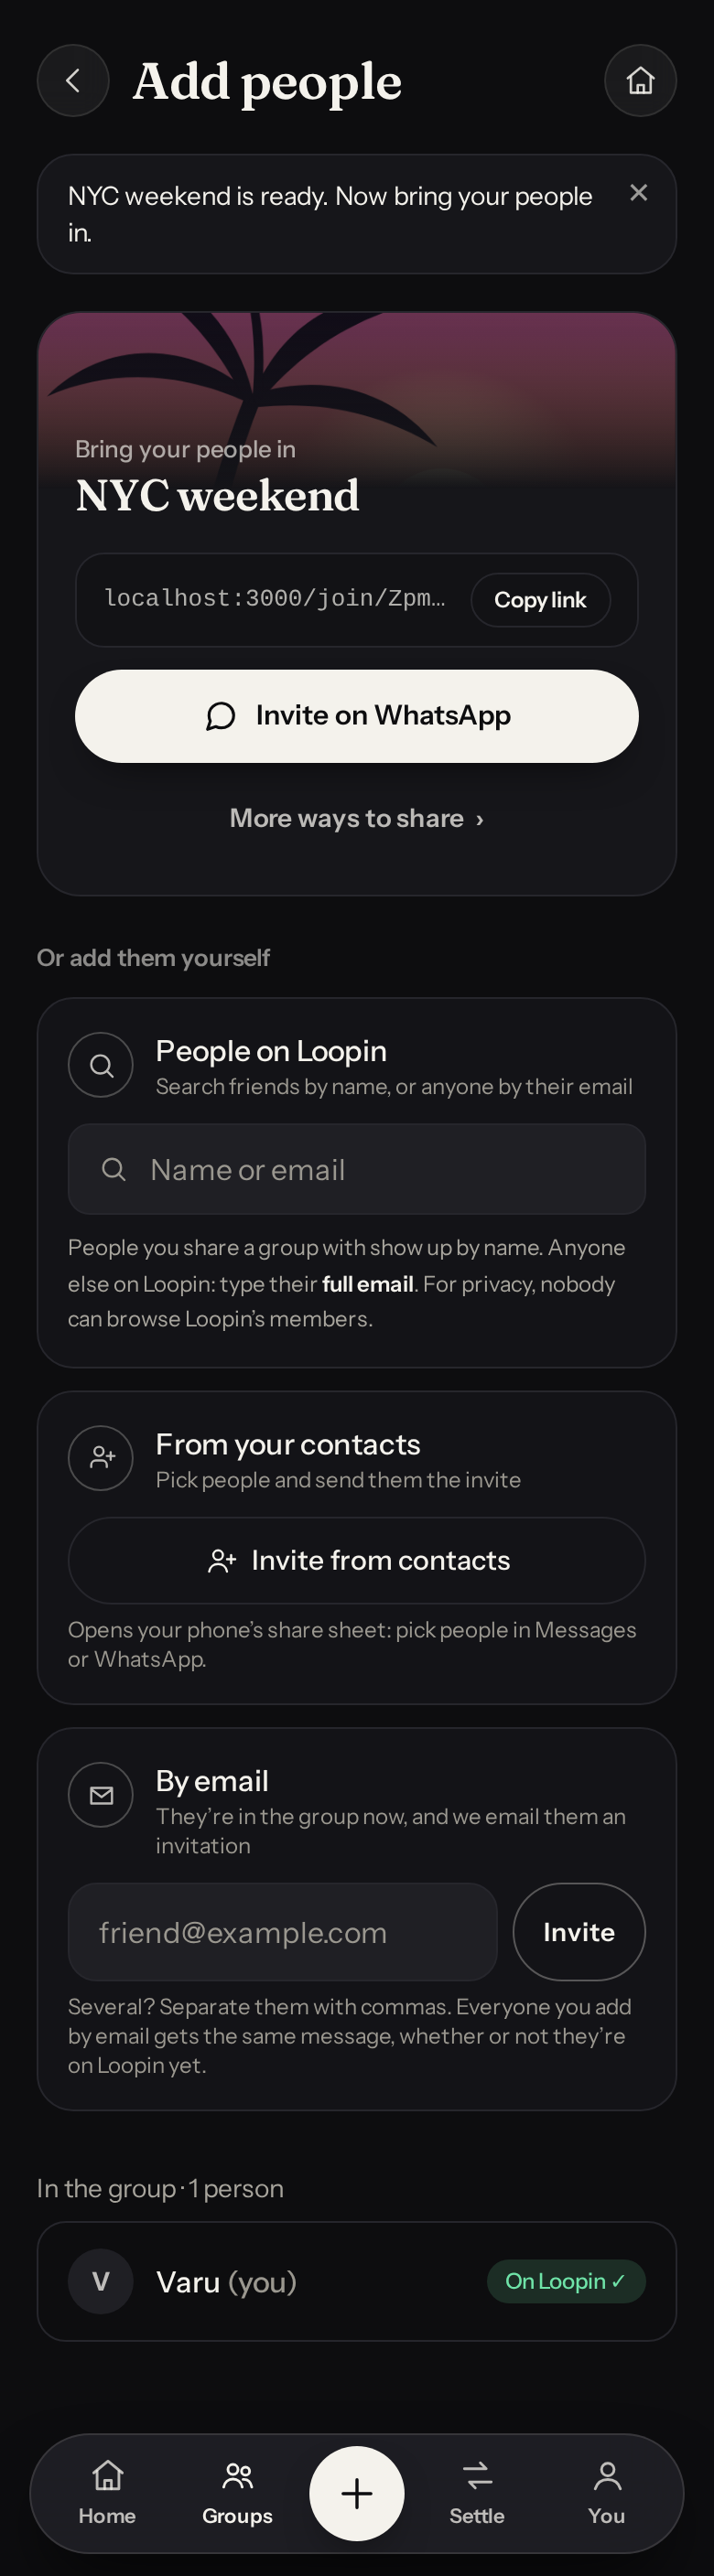 Add people
NYC weekend is ready. Now bring your people
in.
Bring your people in
NYC weekend
localhost:3000/join/Zpm…
Copy link
Invite on WhatsApp
More ways to share ›
Or add them yourself
People on Loopin
Search friends by name, or anyone by their email
Name or email
People you share a group with show up by name. Anyone
else on Loopin: type their full email. For privacy, nobody
can browse Loopin’s members.
From your contacts
Pick people and send them the invite
Invite from contacts
Opens your phone’s share sheet: pick people in Messages
or WhatsApp.
By email
They’re in the group now, and we email them an
invitation
friend@example.com
Invite
Several? Separate them with commas. Everyone you add
by email gets the same message, whether or not they’re
on Loopin yet.
In the group · 1 person
V
Varu (you)
On Loopin ✓
Home
Groups
Settle
You